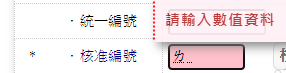 · 統一編號
請輸入數值資料
* · 核准編號 ㄌ